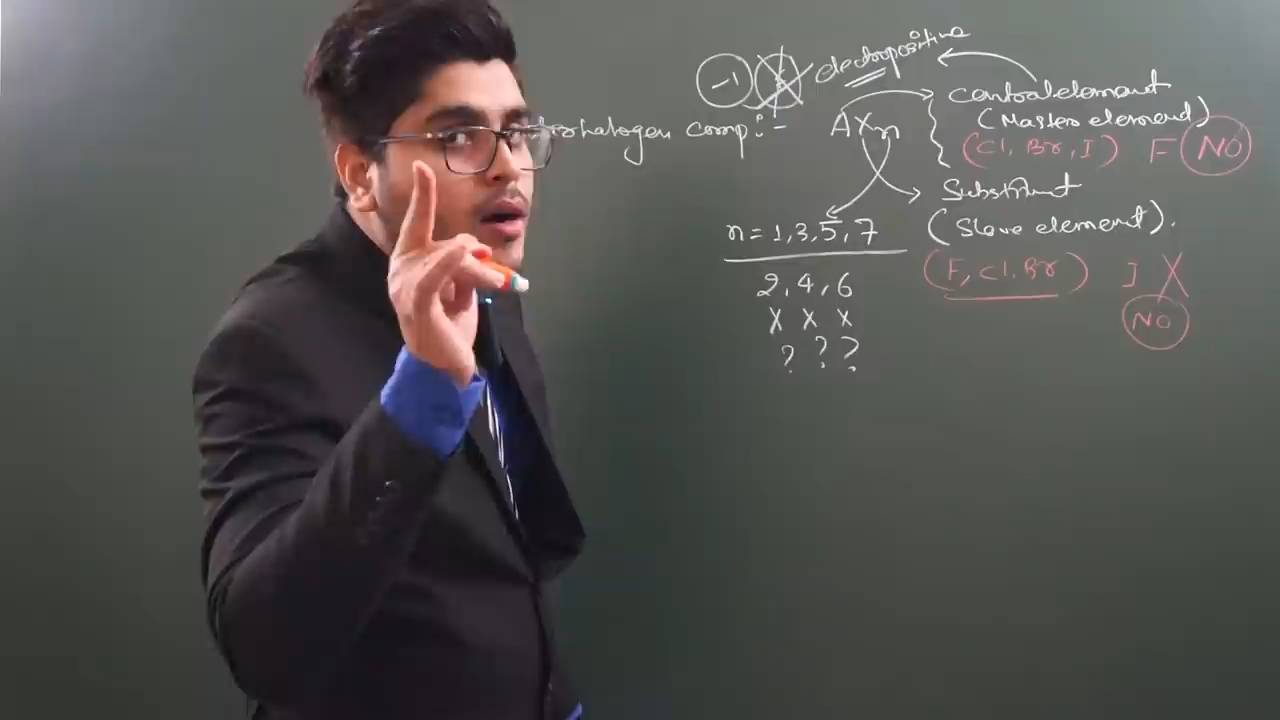 -1 electropositive
halogen comp:- AXn
central element
(Master element)
(Cl, Br, I) F NO
Substituent
(Slave element).
(F, Cl, Br) I X
NO
n = 1,3,5,7
2,4,6
X X X
? ? ?